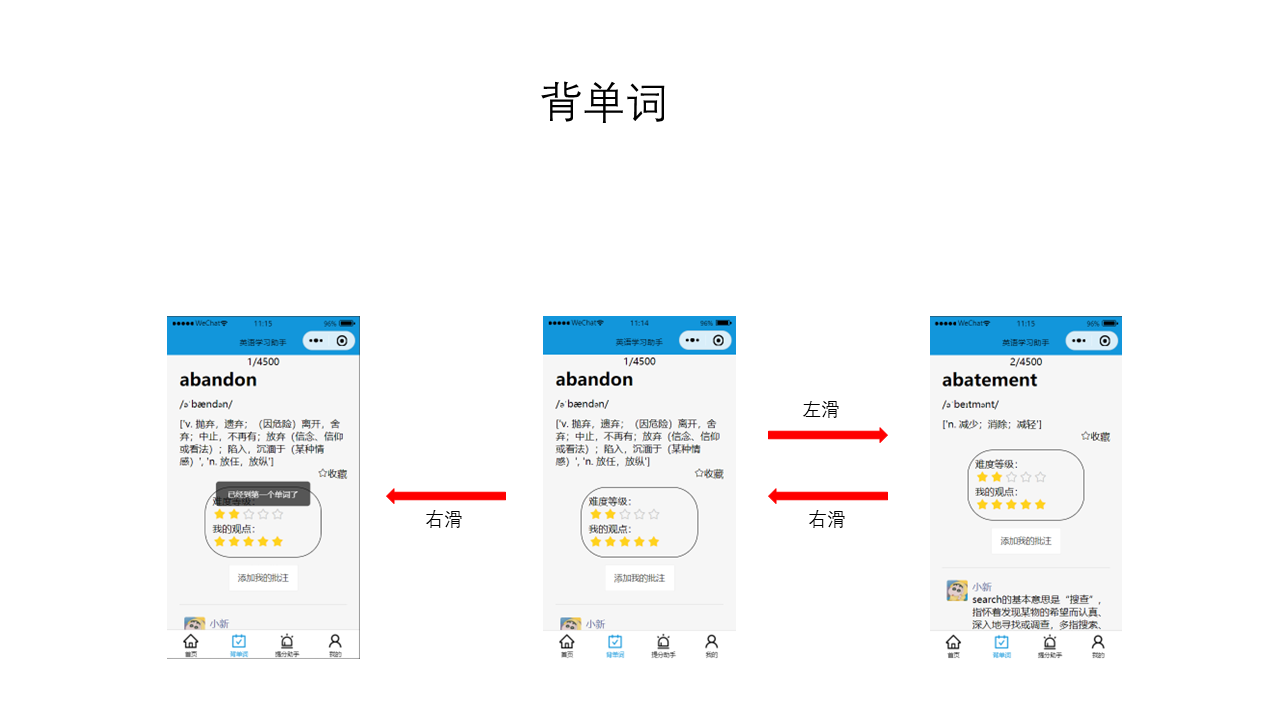 背单词
WeChat 11:15 96%
英语学习助手
1/4500
abandon
/əˈbændən/
['v. 抛弃，遗弃；（因危险）离开，舍
弃；中止，不再有；放弃（信念、信仰
或看法）；陷入，沉湎于（某种情
感）', 'n. 放任，放纵']
☆收藏
已经到第一个单词了
难度等级：
我的观点：
添加我的批注
小新
首页 背单词 提分助手 我的
右滑
WeChat 11:14 96%
英语学习助手
1/4500
abandon
/əˈbændən/
['v. 抛弃，遗弃；（因危险）离开，舍
弃；中止，不再有；放弃（信念、信仰
或看法）；陷入，沉湎于（某种情
感）', 'n. 放任，放纵']
☆收藏
难度等级：
我的观点：
添加我的批注
小新
首页 背单词 提分助手 我的
左滑
右滑
WeChat 11:15 96%
英语学习助手
2/4500
abatement
/əˈbeɪtmənt/
['n. 减少；消除；减轻']
☆收藏
难度等级：
我的观点：
添加我的批注
小新
search的基本意思是“搜查”，
指怀着发现某物的希望而认真、
深入地寻找或调查，多指搜索、
首页 背单词 提分助手 我的